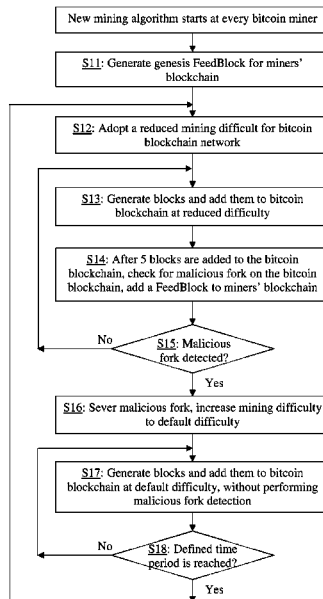 New mining algorithm starts at every bitcoin miner
S11: Generate genesis FeedBlock for miners'
blockchain
S12: Adopt a reduced mining difficult for bitcoin
blockchain network
S13: Generate blocks and add them to bitcoin
blockchain at reduced difficulty
S14: After 5 blocks are added to the bitcoin
blockchain, check for malicious fork on the bitcoin
blockchain, add a FeedBlock to miners' blockchain
No
S15: Malicious
fork detected?
Yes
S16: Sever malicious fork, increase mining difficulty
to default difficulty
S17: Generate blocks and add them to bitcoin
blockchain at default difficulty, without performing
malicious fork detection
No
S18: Defined time
period is reached?
Yes